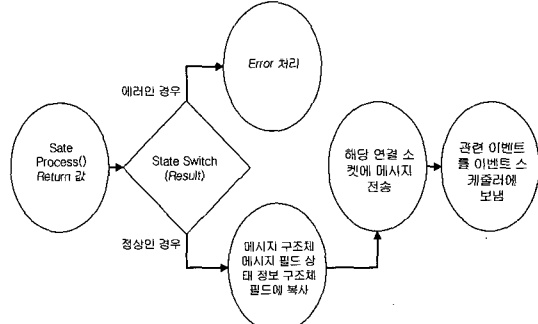 Error 처리
에러인 경우
Sate
Process()
Return 값
State Switch
(Result)
해당 연결 소
켓에 메시지
전송
관련 이벤트
를 이벤트 스
케줄러에
보냄
정상인 경우
메시지 구조체
메시지 필드 상
태 정보 구조체
필드에 복사